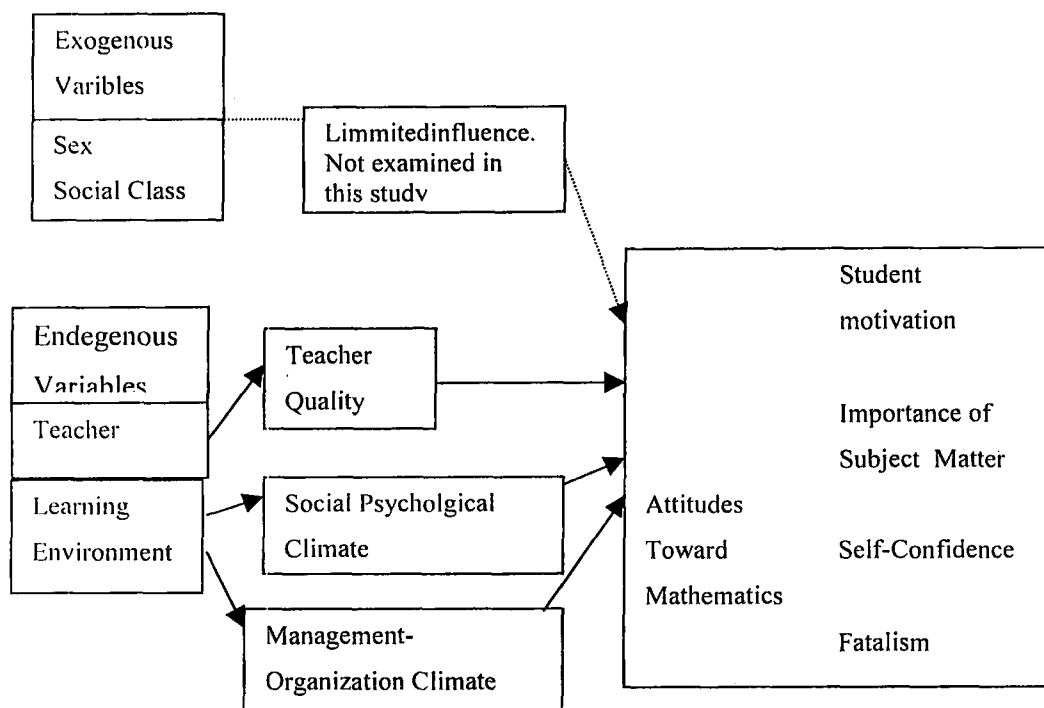 Exogenous
Varibles
Sex
Social Class
Limmitedinfluence.
Not examined in
this study
Endegenous
Variables
Teacher
Learning
Environment
Teacher
Quality
Social Psycholgical
Climate
Management-
Organization Climate
Attitudes
Toward
Mathematics
Student
motivation
Importance of
Subject Matter
Self-Confidence
Fatalism